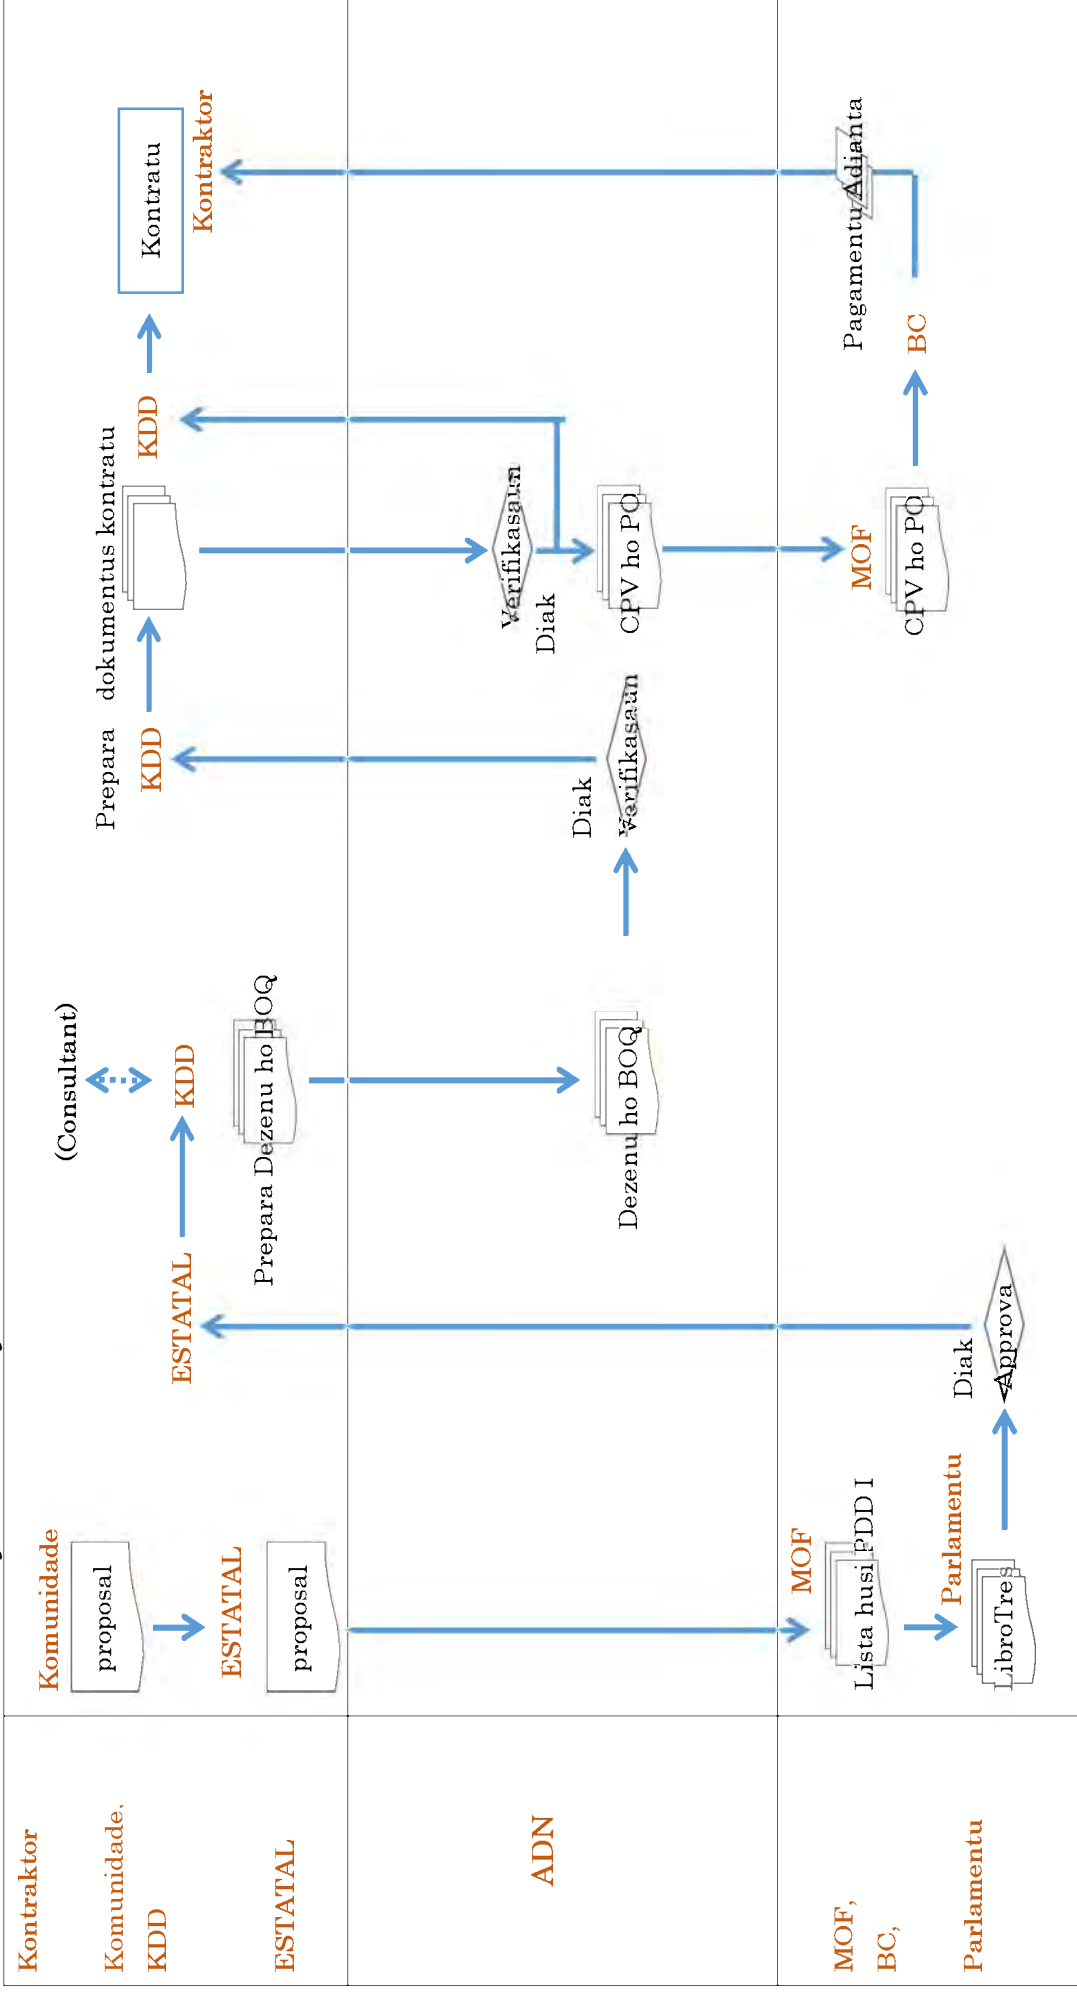 Kontraktor
Komunidade.
KDD
ESTATAL
ADN
MOF,
BC,
Parlamentu
Komunidade
proposal
ESTATAL
proposal
MOF
Lista husi PDD I
Parlamentu
LibroTres
Diak
Approva
ESTATAL
(Consultant)
KDD
Prepara Dezenu ho BOQ
Dezenu ho BOQ
Diak
Verifikasaun
KDD
Prepara dokumentus kontratu
Verifikasaun
Diak
CPV ho PO
MOF
CPV ho PO
KDD
BC
Pagamentu Adianta
Kontratu
Kontraktor